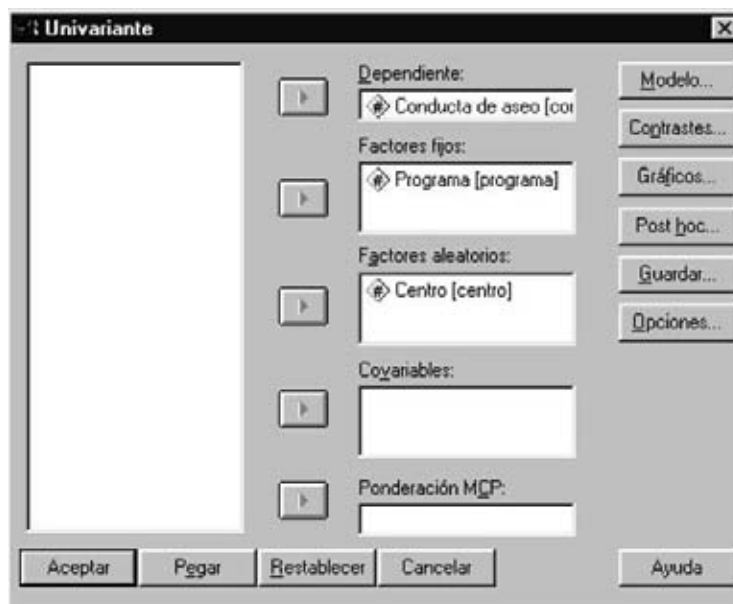 Univariante
Dependiente:
Conducta de aseo [con
Factores fijos:
Programa [programa]
Factores aleatorios:
Centro [centro]
Covariables:
Ponderación MCP:
Modelo...
Contrastes...
Gráficos...
Post hoc...
Guardar...
Opciones...
Aceptar
Pegar
Restablecer
Cancelar
Ayuda